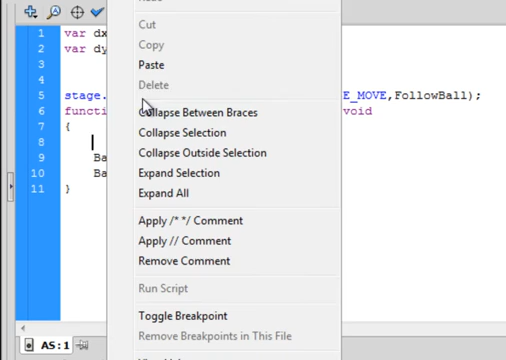 Cut
1 var dx
Copy
2 var dy
3
Paste
4
Delete
5 stage. E_MOVE,FollowBall);
6 functi void
Collapse Between Braces
7 {
Collapse Selection
8
Collapse Outside Selection
9 Ba
Expand Selection
10 Ba
Expand All
11 }
Apply /* */ Comment
Apply // Comment
Remove Comment
Run Script
Toggle Breakpoint
Remove Breakpoints in This File
AS:1